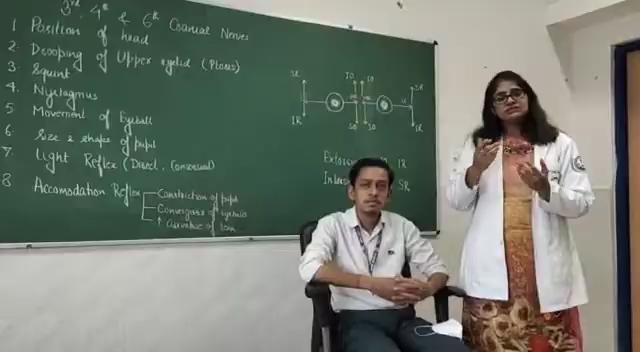 3rd, 4th & 6th Cranial Nerves
1 Position of head
2. Drooping of Upper eyelid (Ptosis)
3. Squint
4. Nystagmus
5 Movement of Eyeball
6. Size & shape of pupil
7 Light Reflex (Direct, Consensual)
8 Accomodation Reflex
Constriction of pupil
Convergence of eyeballs
↑ curvature of lens
SR IO IO SR
IR SO SO IR
IR
SR